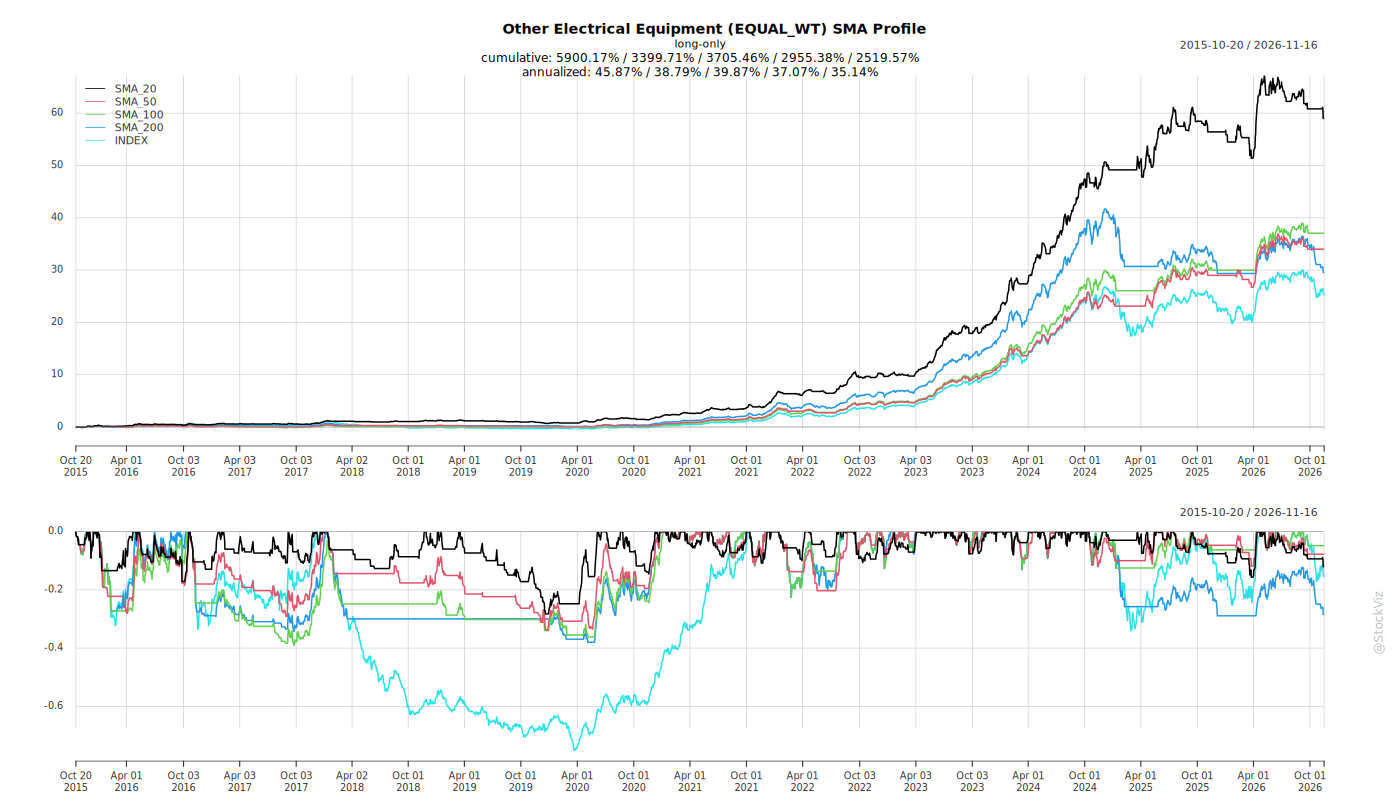 Other Electrical Equipment (EQUAL_WT) SMA Profile
long-only
cumulative: 5900.17% / 3399.71% / 3705.46% / 2955.38% / 2519.57%
annualized: 45.87% / 38.79% / 39.87% / 37.07% / 35.14%
2015-10-20 / 2026-11-16
SMA_20
SMA_50
SMA_100
SMA_200
INDEX
60
50
40
30
20
10
0
Oct 20 Apr 01 Oct 03 Apr 03 Oct 03 Apr 02 Oct 01 Apr 01 Oct 01 Apr 01 Oct 01 Apr 01 Oct 01 Apr 01 Oct 03 Apr 03 Oct 03 Apr 01 Oct 01 Apr 01 Oct 01 Apr 01 Oct 01
2015 2016 2016 2017 2017 2018 2018 2019 2019 2020 2020 2021 2021 2022 2022 2023 2023 2024 2024 2025 2025 2026 2026
2015-10-20 / 2026-11-16
0.0
-0.2
-0.4
-0.6
Oct 20 Apr 01 Oct 03 Apr 03 Oct 03 Apr 02 Oct 01 Apr 01 Oct 01 Apr 01 Oct 01 Apr 01 Oct 01 Apr 01 Oct 03 Apr 03 Oct 03 Apr 01 Oct 01 Apr 01 Oct 01 Apr 01 Oct 01
2015 2016 2016 2017 2017 2018 2018 2019 2019 2020 2020 2021 2021 2022 2022 2023 2023 2024 2024 2025 2025 2026 2026
@StockViz